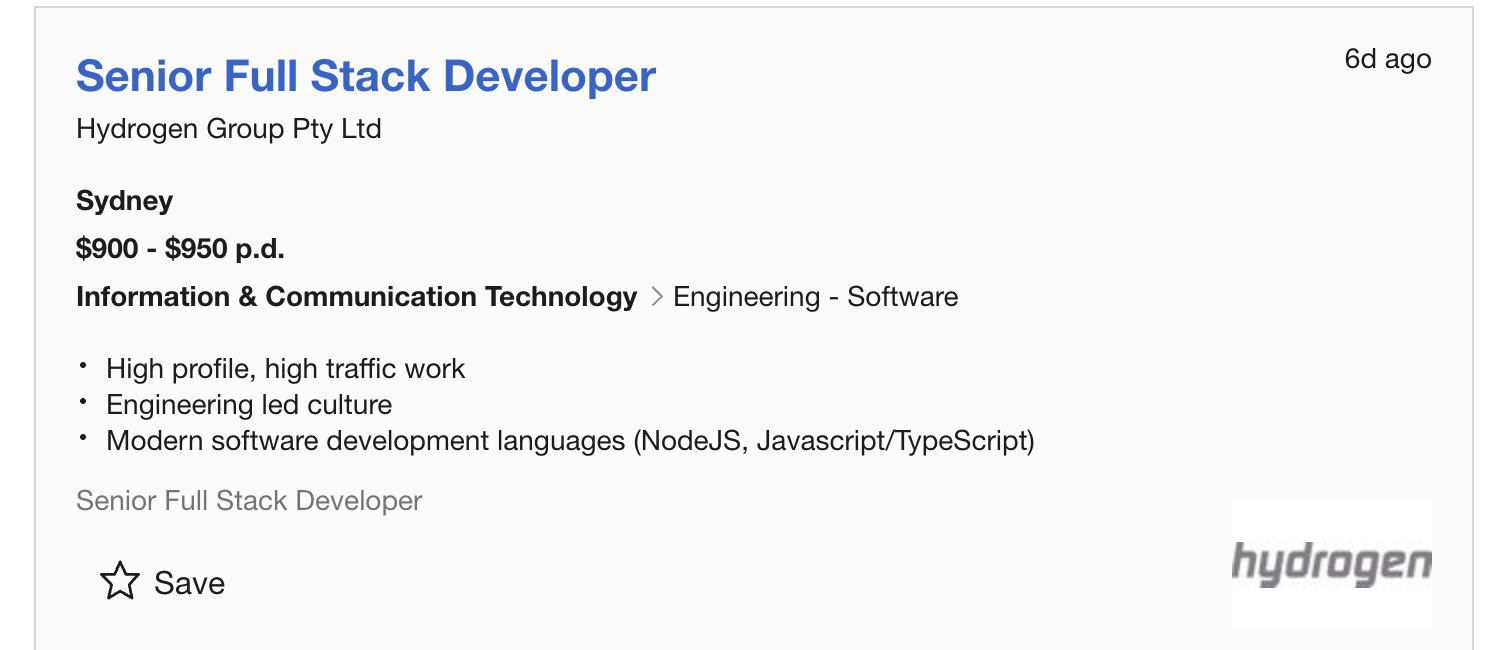 Senior Full Stack Developer
6d ago
Hydrogen Group Pty Ltd
Sydney
$900 - $950 p.d.
Information & Communication Technology > Engineering - Software
• High profile, high traffic work
• Engineering led culture
• Modern software development languages (NodeJS, Javascript/TypeScript)
Senior Full Stack Developer
hydrogen
Save